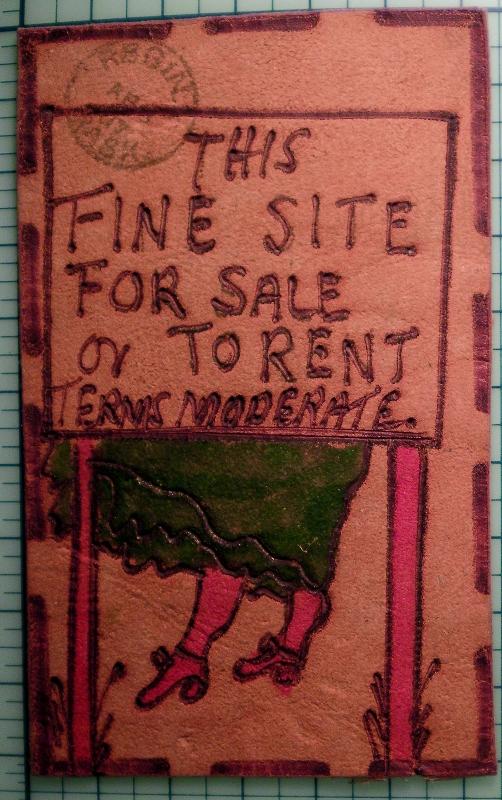 THIS
FINE SITE
FOR SALE
or TO RENT
TERMS MODERATE.